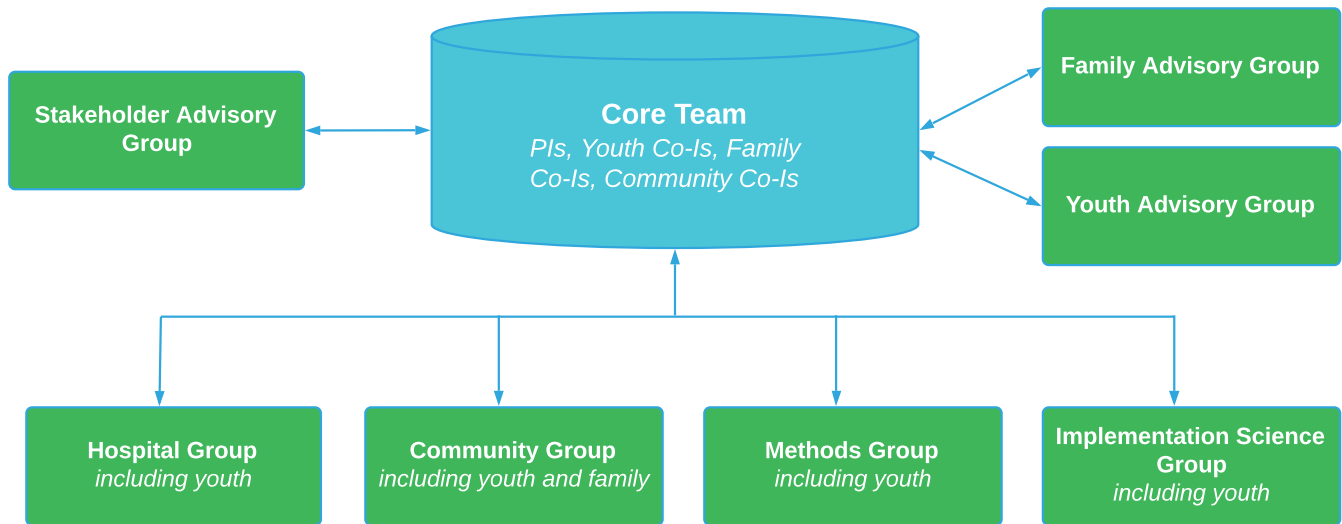 Stakeholder Advisory
Group
Core Team
PIs, Youth Co-Is, Family
Co-Is, Community Co-Is
Family Advisory Group
Youth Advisory Group
Hospital Group
including youth
Community Group
including youth and family
Methods Group
including youth
Implementation Science
Group
including youth